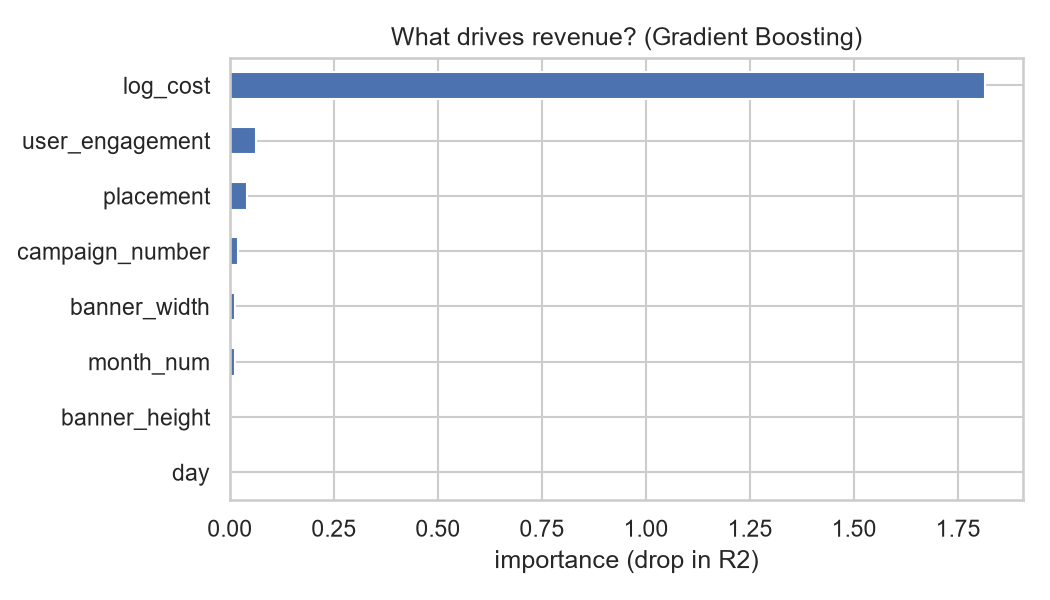 What drives revenue? (Gradient Boosting)
log_cost
user_engagement
placement
campaign_number
banner_width
month_num
banner_height
day
0.00 0.25 0.50 0.75 1.00 1.25 1.50 1.75
importance (drop in R2)